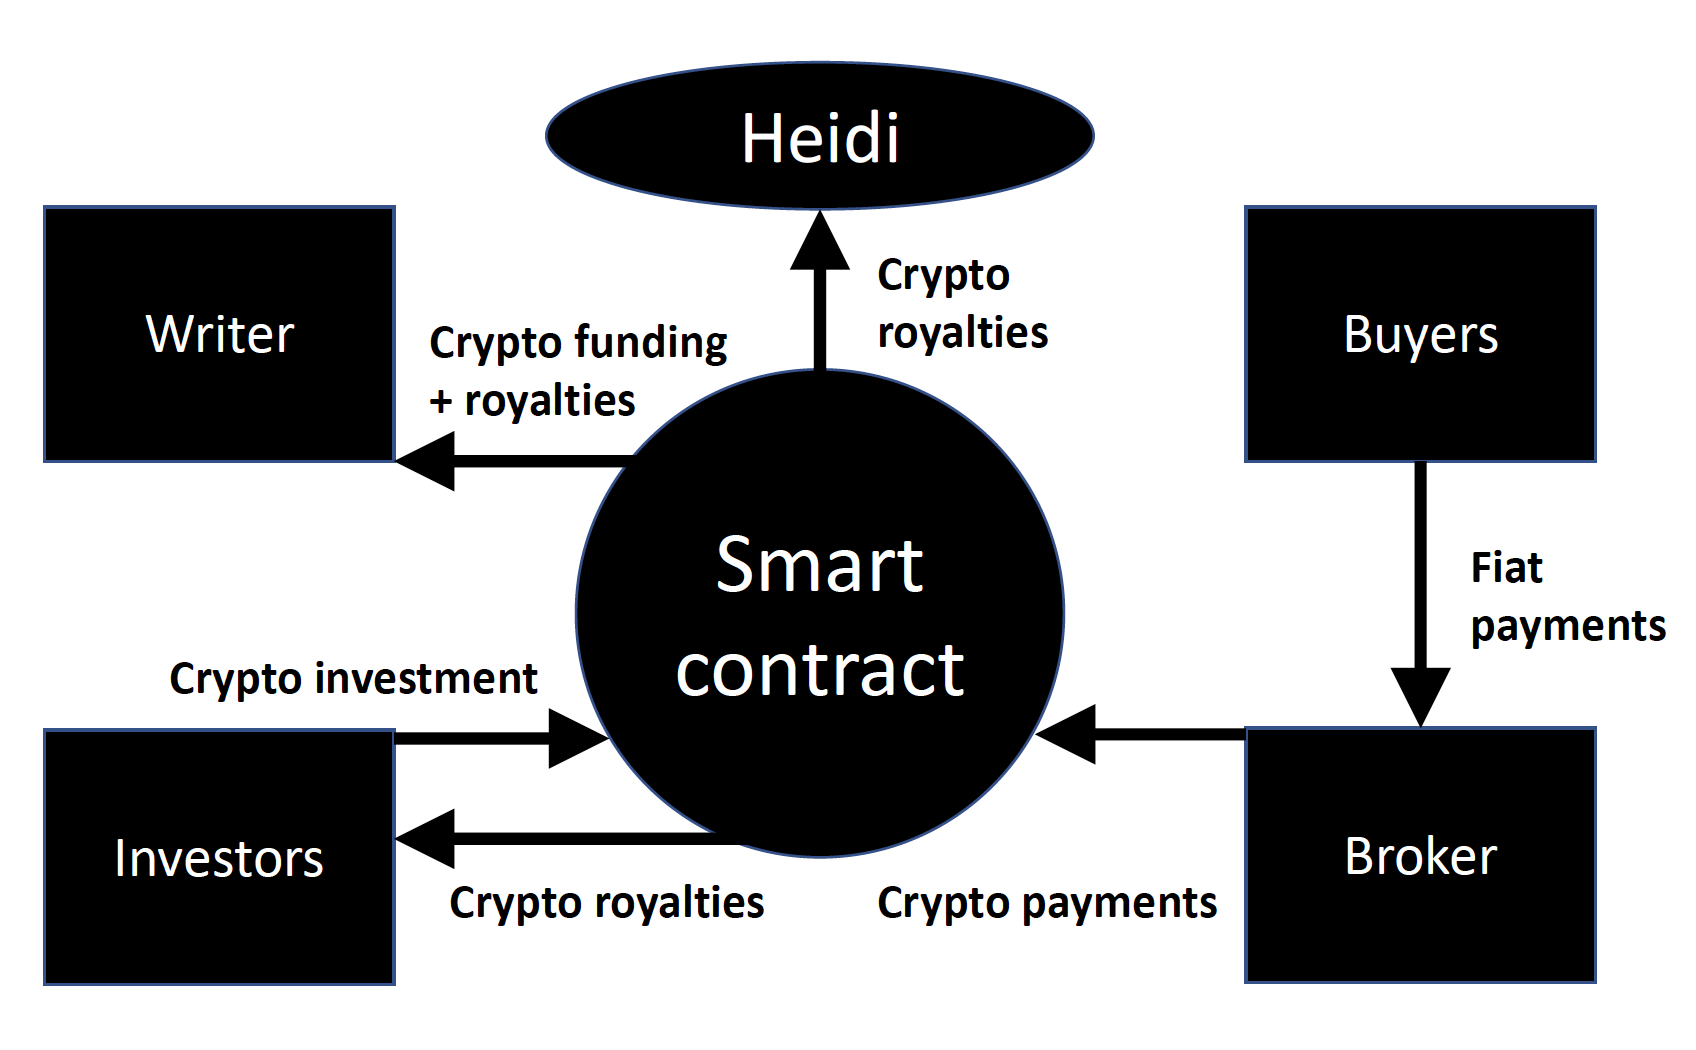 Heidi
Writer
Crypto funding
+ royalties
Crypto
royalties
Buyers
Smart
contract
Fiat
payments
Crypto investment
Investors
Crypto royalties
Crypto payments
Broker